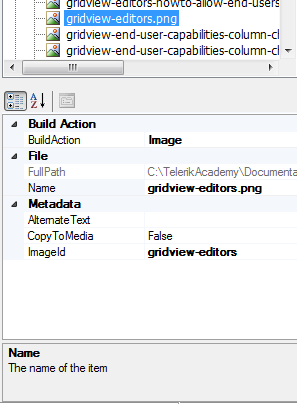 gridview-editors-howto-allow-end-users
gridview-editors.png
gridview-end-user-capabilities-column-cl
gridview-end-user-capabilities-column-cl
Build Action
BuildAction Image
File
FullPath C:\TelerikAcademy\Documenta
Name gridview-editors.png
Metadata
AlternateText
CopyToMedia False
ImageId gridview-editors
Name
The name of the item